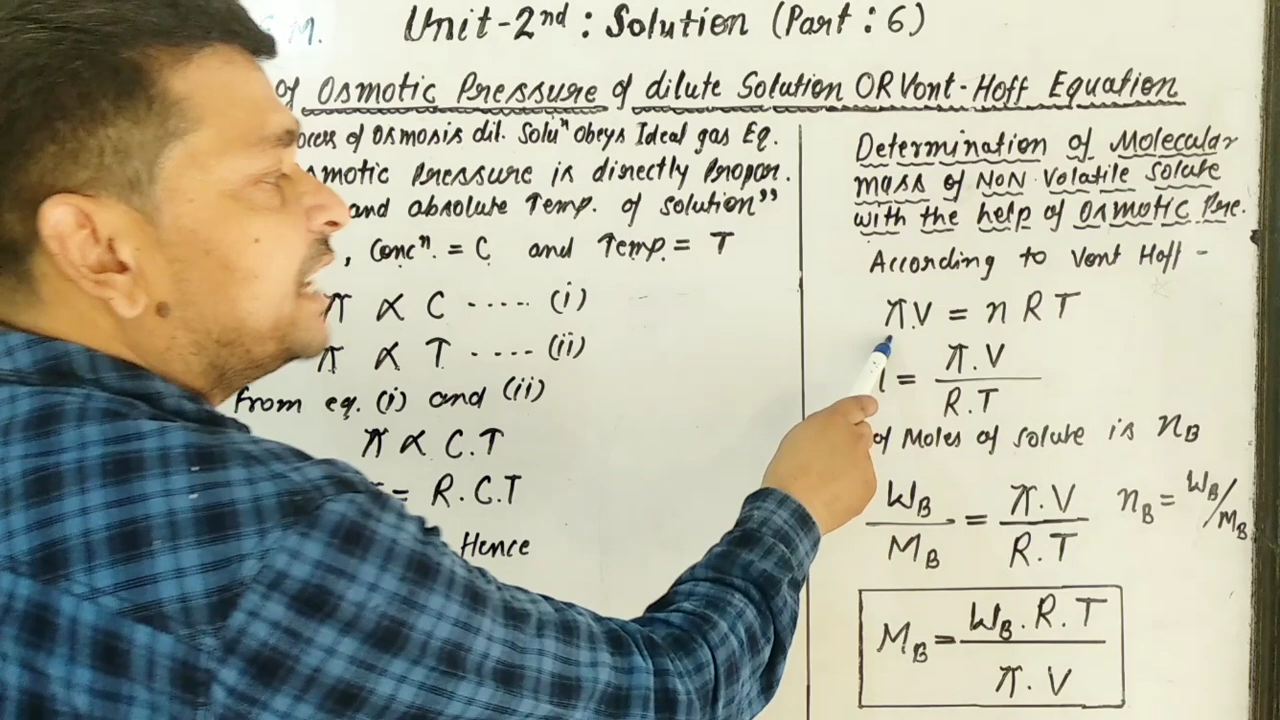 G M.
Unit-2nd : Solution (Part : 6)
of Osmotic Pressure of dilute Solution OR Vont-Hoff Equation
of Osmosis dil. Soluⁿ obeys Ideal gas Eq.
Pressure is directly Propor.
and absolute Temp. of solution”
, Concⁿ. = C and Temp. = T
π ∝ C ..... (i)
π ∝ T ..... (ii)
From eq. (i) and (ii)
π ∝ C.T
= R.C.T
Hence
Determination of Molecular
mass of NON Volatile Solute
with the help of Osmotic Pre.
According to Vont Hoff -
π.V = n R T
= π.V / R.T
of Moles of Solute is nB
WB / MB = π.V / R.T nB = WB/MB
MB = WB . R.T / π.V